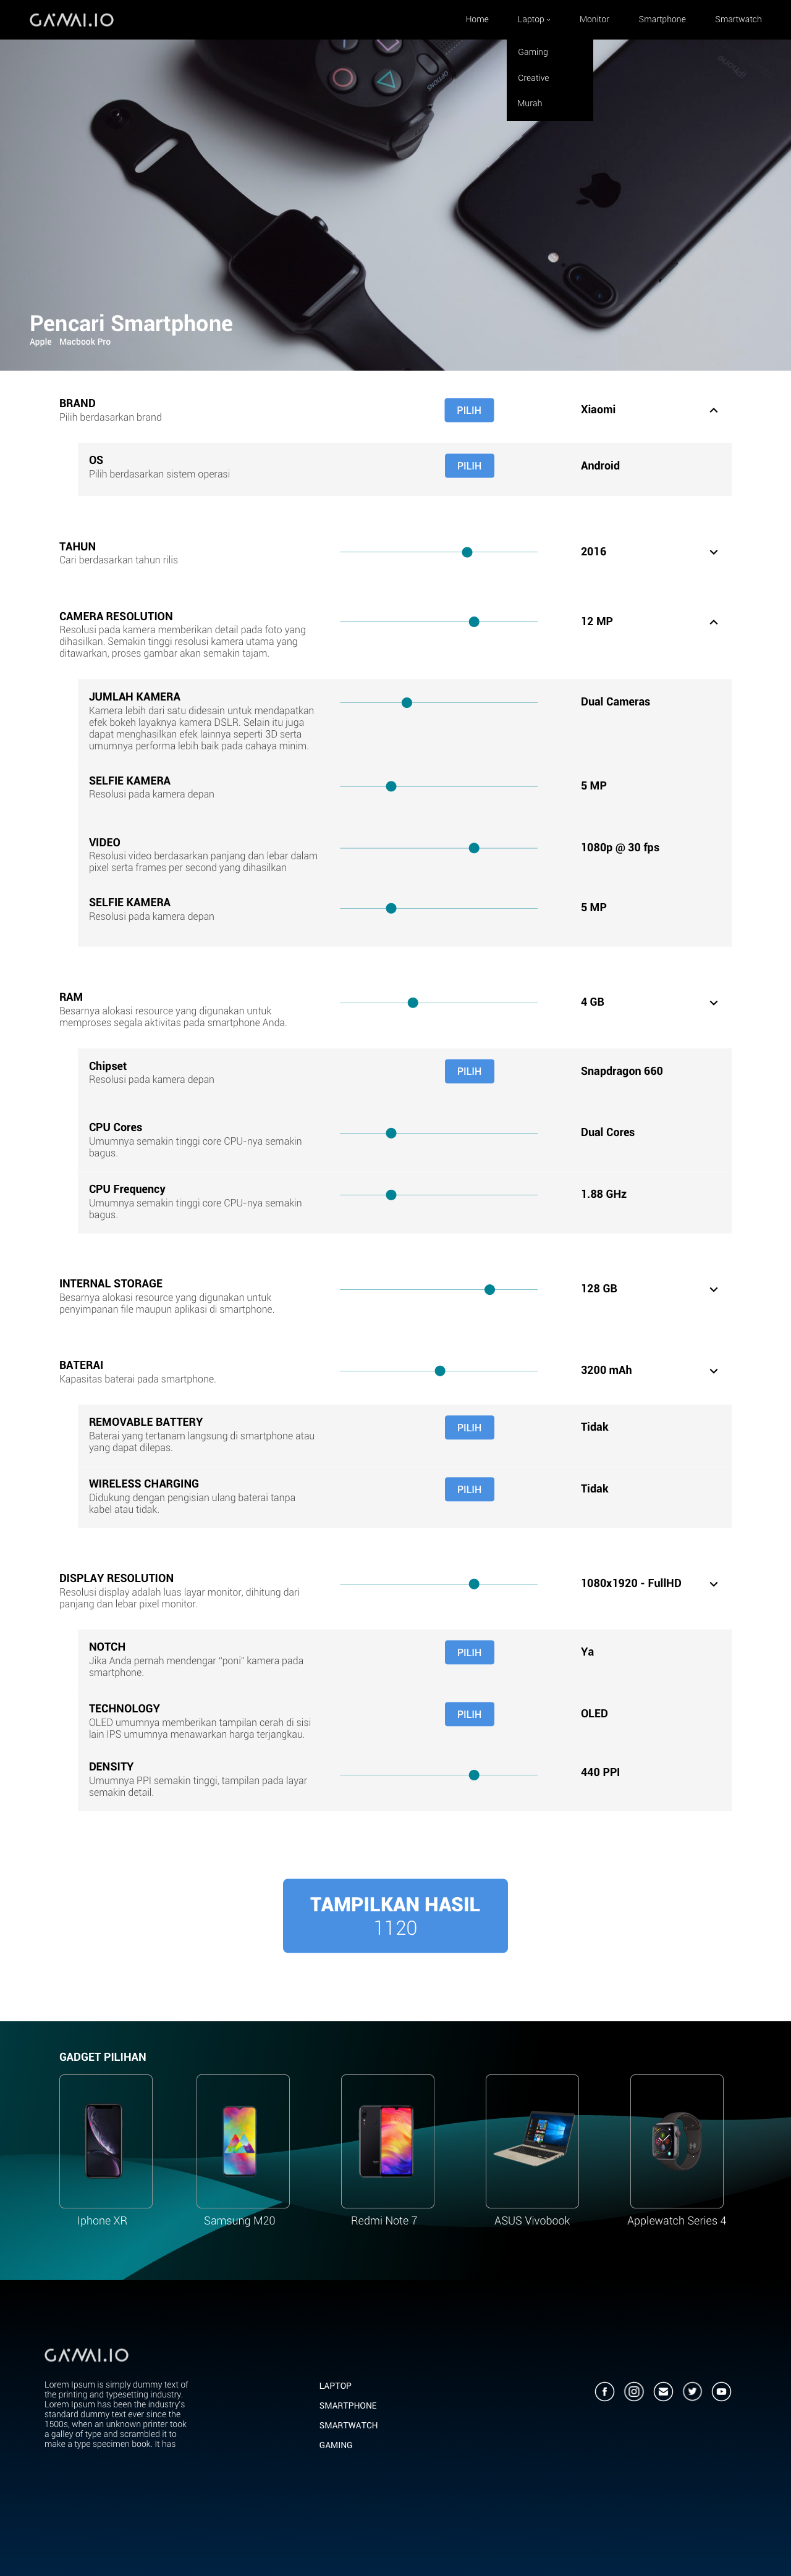 GAWAI.IO
Home Laptop Monitor Smartphone Smartwatch
Gaming
Creative
Murah
OPTIONS
iPhone
Pencari Smartphone
Apple Macbook Pro
BRAND
Pilih berdasarkan brand
PILIH
Xiaomi
OS
Pilih berdasarkan sistem operasi
PILIH
Android
TAHUN
Cari berdasarkan tahun rilis
2016
CAMERA RESOLUTION
Resolusi pada kamera memberikan detail pada foto yang
dihasilkan. Semakin tinggi resolusi kamera utama yang
ditawarkan, proses gambar akan semakin tajam.
12 MP
JUMLAH KAMERA
Kamera lebih dari satu didesain untuk mendapatkan
efek bokeh layaknya kamera DSLR. Selain itu juga
dapat menghasilkan efek lainnya seperti 3D serta
umumnya performa lebih baik pada cahaya minim.
Dual Cameras
SELFIE KAMERA
Resolusi pada kamera depan
5 MP
VIDEO
Resolusi video berdasarkan panjang dan lebar dalam
pixel serta frames per second yang dihasilkan
1080p @ 30 fps
SELFIE KAMERA
Resolusi pada kamera depan
5 MP
RAM
Besarnya alokasi resource yang digunakan untuk
memproses segala aktivitas pada smartphone Anda.
4 GB
Chipset
Resolusi pada kamera depan
PILIH
Snapdragon 660
CPU Cores
Umumnya semakin tinggi core CPU-nya semakin
bagus.
Dual Cores
CPU Frequency
Umumnya semakin tinggi core CPU-nya semakin
bagus.
1.88 GHz
INTERNAL STORAGE
Besarnya alokasi resource yang digunakan untuk
penyimpanan file maupun aplikasi di smartphone.
128 GB
BATERAI
Kapasitas baterai pada smartphone.
3200 mAh
REMOVABLE BATTERY
Baterai yang tertanam langsung di smartphone atau
yang dapat dilepas.
PILIH
Tidak
WIRELESS CHARGING
Didukung dengan pengisian ulang baterai tanpa
kabel atau tidak.
PILIH
Tidak
DISPLAY RESOLUTION
Resolusi display adalah luas layar monitor, dihitung dari
panjang dan lebar pixel monitor.
1080x1920 - FullHD
NOTCH
Jika Anda pernah mendengar “poni” kamera pada
smartphone.
PILIH
Ya
TECHNOLOGY
OLED umumnya memberikan tampilan cerah di sisi
lain IPS umumnya menawarkan harga terjangkau.
PILIH
OLED
DENSITY
Umumnya PPI semakin tinggi, tampilan pada layar
semakin detail.
440 PPI
TAMPILKAN HASIL
1120
GADGET PILIHAN
Iphone XR
Samsung M20
Redmi Note 7
ASUS Vivobook
Applewatch Series 4
GAWAI.IO
Lorem Ipsum is simply dummy text of
the printing and typesetting industry.
Lorem Ipsum has been the industry's
standard dummy text ever since the
1500s, when an unknown printer took
a galley of type and scrambled it to
make a type specimen book. It has
LAPTOP
SMARTPHONE
SMARTWATCH
GAMING